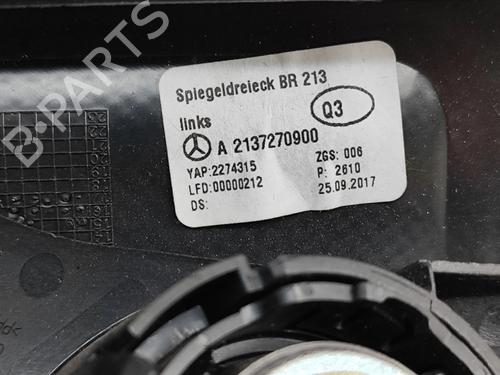 B-PARTS
Spiegeldreieck BR 213
links
Q3
A 2137270900
YAP:2274315
ZGS: 006
LFD:00000212
P: 2610
DS:
25.09.2017